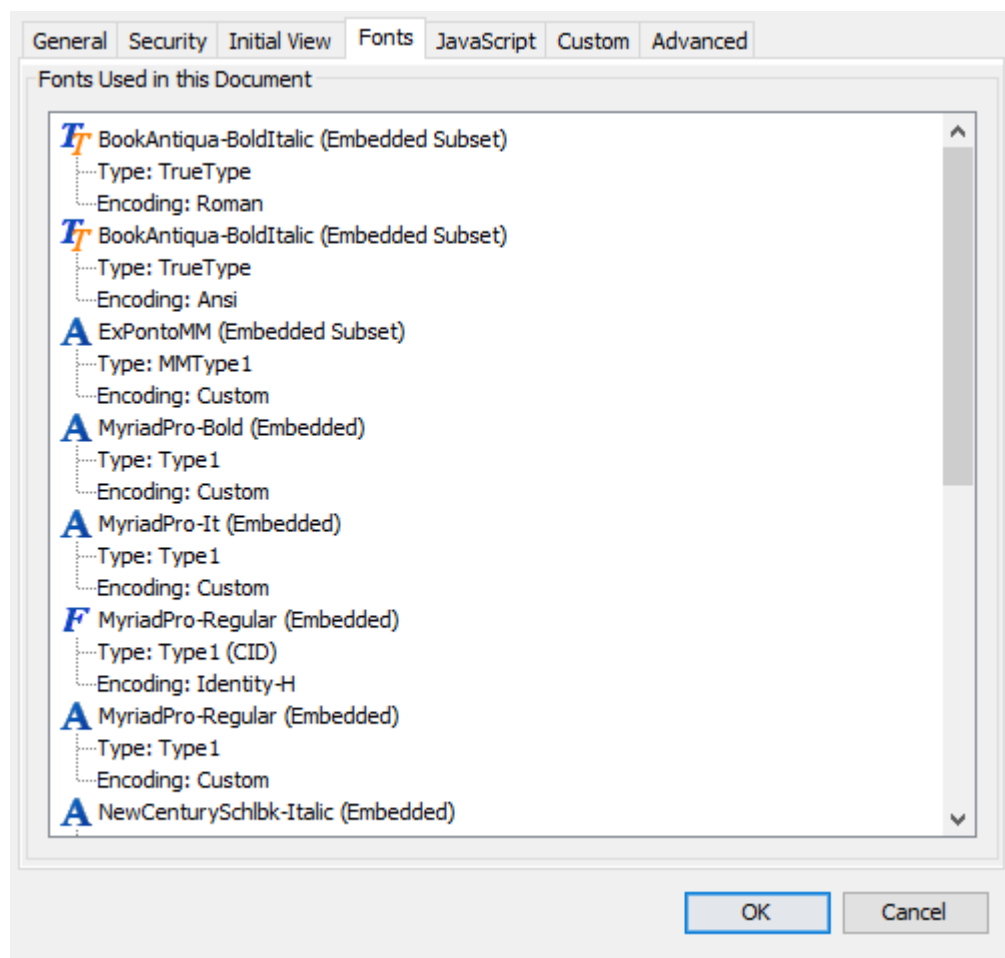 General Security Initial View Fonts JavaScript Custom Advanced
Fonts Used in this Document
BookAntiqua-BoldItalic (Embedded Subset)
Type: TrueType
Encoding: Roman
BookAntiqua-BoldItalic (Embedded Subset)
Type: TrueType
Encoding: Ansi
ExPontoMM (Embedded Subset)
Type: MMType1
Encoding: Custom
MyriadPro-Bold (Embedded)
Type: Type1
Encoding: Custom
MyriadPro-It (Embedded)
Type: Type1
Encoding: Custom
MyriadPro-Regular (Embedded)
Type: Type1 (CID)
Encoding: Identity-H
MyriadPro-Regular (Embedded)
Type: Type1
Encoding: Custom
NewCenturySchlbk-Italic (Embedded)
OK Cancel